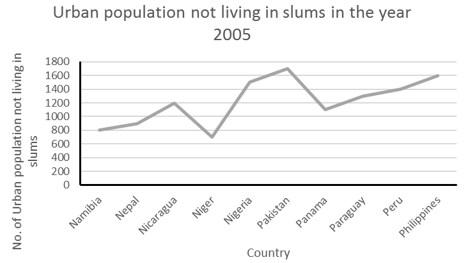 Urban population not living in slums in the year
2005
No. of Urban population not living in
slums
1800
1600
1400
1200
1000
800
600
400
200
0
Namibia
Nepal
Nicaragua
Niger
Nigeria
Pakistan
Panama
Paraguay
Peru
Philippines
Country